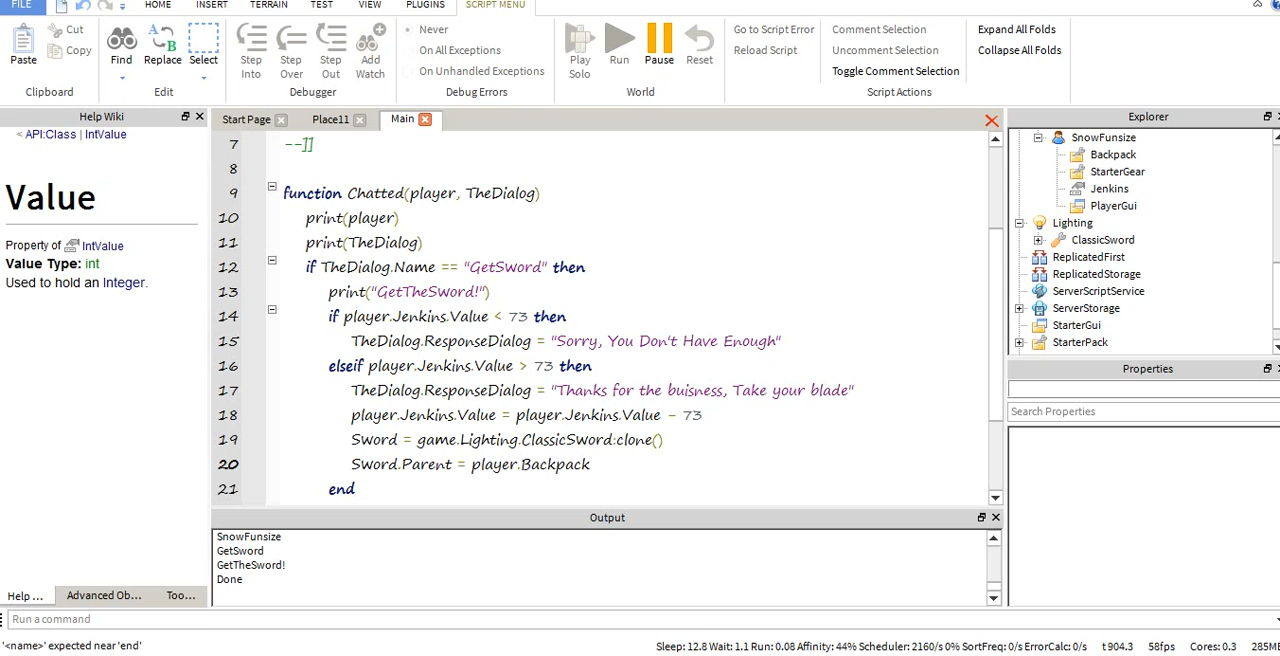 FILE HOME INSERT TERRAIN TEST VIEW PLUGINS SCRIPT MENU
Paste
Cut
Copy
Clipboard
Find
Replace
Select
Edit
Step Into
Step Over
Step Out
Add Watch
Debugger
Never
On All Exceptions
On Unhandled Exceptions
Debug Errors
Play Solo
Run
Pause
Reset
World
Go to Script Error
Reload Script
Comment Selection
Uncomment Selection
Toggle Comment Selection
Expand All Folds
Collapse All Folds
Script Actions
Help Wiki
< API:Class | IntValue
Value
Property of IntValue
Value Type: int
Used to hold an Integer.
Help ... Advanced Ob... Too...
Start Page Place11 Main
7 --]]
8
9 function Chatted(player, TheDialog)
10 print(player)
11 print(TheDialog)
12 if TheDialog.Name == "GetSword" then
13 print("GetTheSword!")
14 if player.Jenkins.Value < 73 then
15 TheDialog.ResponseDialog = "Sorry, You Don't Have Enough"
16 elseif player.Jenkins.Value > 73 then
17 TheDialog.ResponseDialog = "Thanks for the buisness, Take your blade"
18 player.Jenkins.Value = player.Jenkins.Value - 73
19 Sword = game.Lighting.ClassicSword:clone()
20 Sword.Parent = player.Backpack
21 end
Output
SnowFunsize
GetSword
GetTheSword!
Done
Explorer
SnowFunsize
Backpack
StarterGear
Jenkins
PlayerGui
Lighting
ClassicSword
ReplicatedFirst
ReplicatedStorage
ServerScriptService
ServerStorage
StarterGui
StarterPack
Properties
Search Properties
Run a command
'<name>' expected near 'end'
Sleep: 12.8 Wait: 1.1 Run: 0.08 Affinity: 44% Scheduler: 2160/s 0% SortFreq: 0/s ErrorCalc: 0/s t 904.3 58fps Cores: 0.3